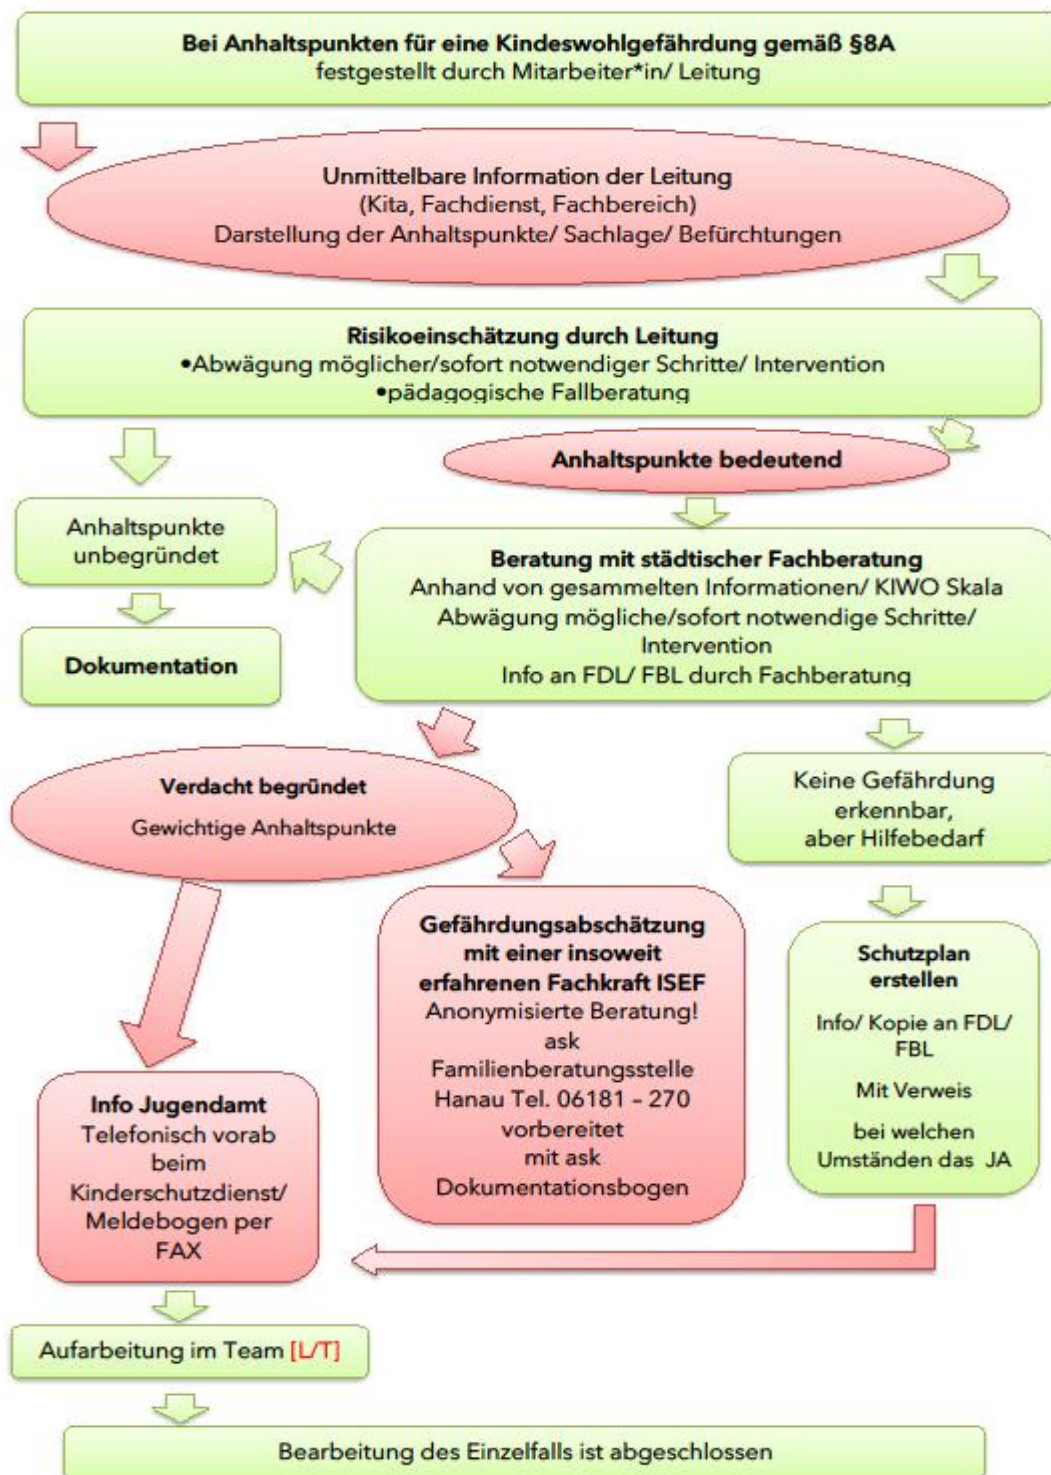 Bei Anhaltspunkten für eine Kindeswohlgefährdung gemäß §8A
festgestellt durch Mitarbeiter*in/ Leitung
Unmittelbare Information der Leitung
(Kita, Fachdienst, Fachbereich)
Darstellung der Anhaltspunkte/ Sachlage/ Befürchtungen
Risikoeinschätzung durch Leitung
•Abwägung möglicher/sofort notwendiger Schritte/ Intervention
•pädagogische Fallberatung
Anhaltspunkte bedeutend
Anhaltspunkte
unbegründet
Dokumentation
Beratung mit städtischer Fachberatung
Anhand von gesammelten Informationen/ KIWO Skala
Abwägung mögliche/sofort notwendige Schritte/
Intervention
Info an FDL/ FBL durch Fachberatung
Verdacht begründet
Gewichtige Anhaltspunkte
Keine Gefährdung
erkennbar,
aber Hilfebedarf
Gefährdungsabschätzung
mit einer insoweit
erfahrenen Fachkraft ISEF
Anonymisierte Beratung!
ask
Familienberatungsstelle
Hanau Tel. 06181 – 270
vorbereitet
mit ask
Dokumentationsbogen
Schutzplan
erstellen
Info/ Kopie an FDL/
FBL
Mit Verweis
bei welchen
Umständen das JA
Info Jugendamt
Telefonisch vorab
beim
Kinderschutzdienst/
Meldebogen per
FAX
Aufarbeitung im Team [L/T]
Bearbeitung des Einzelfalls ist abgeschlossen